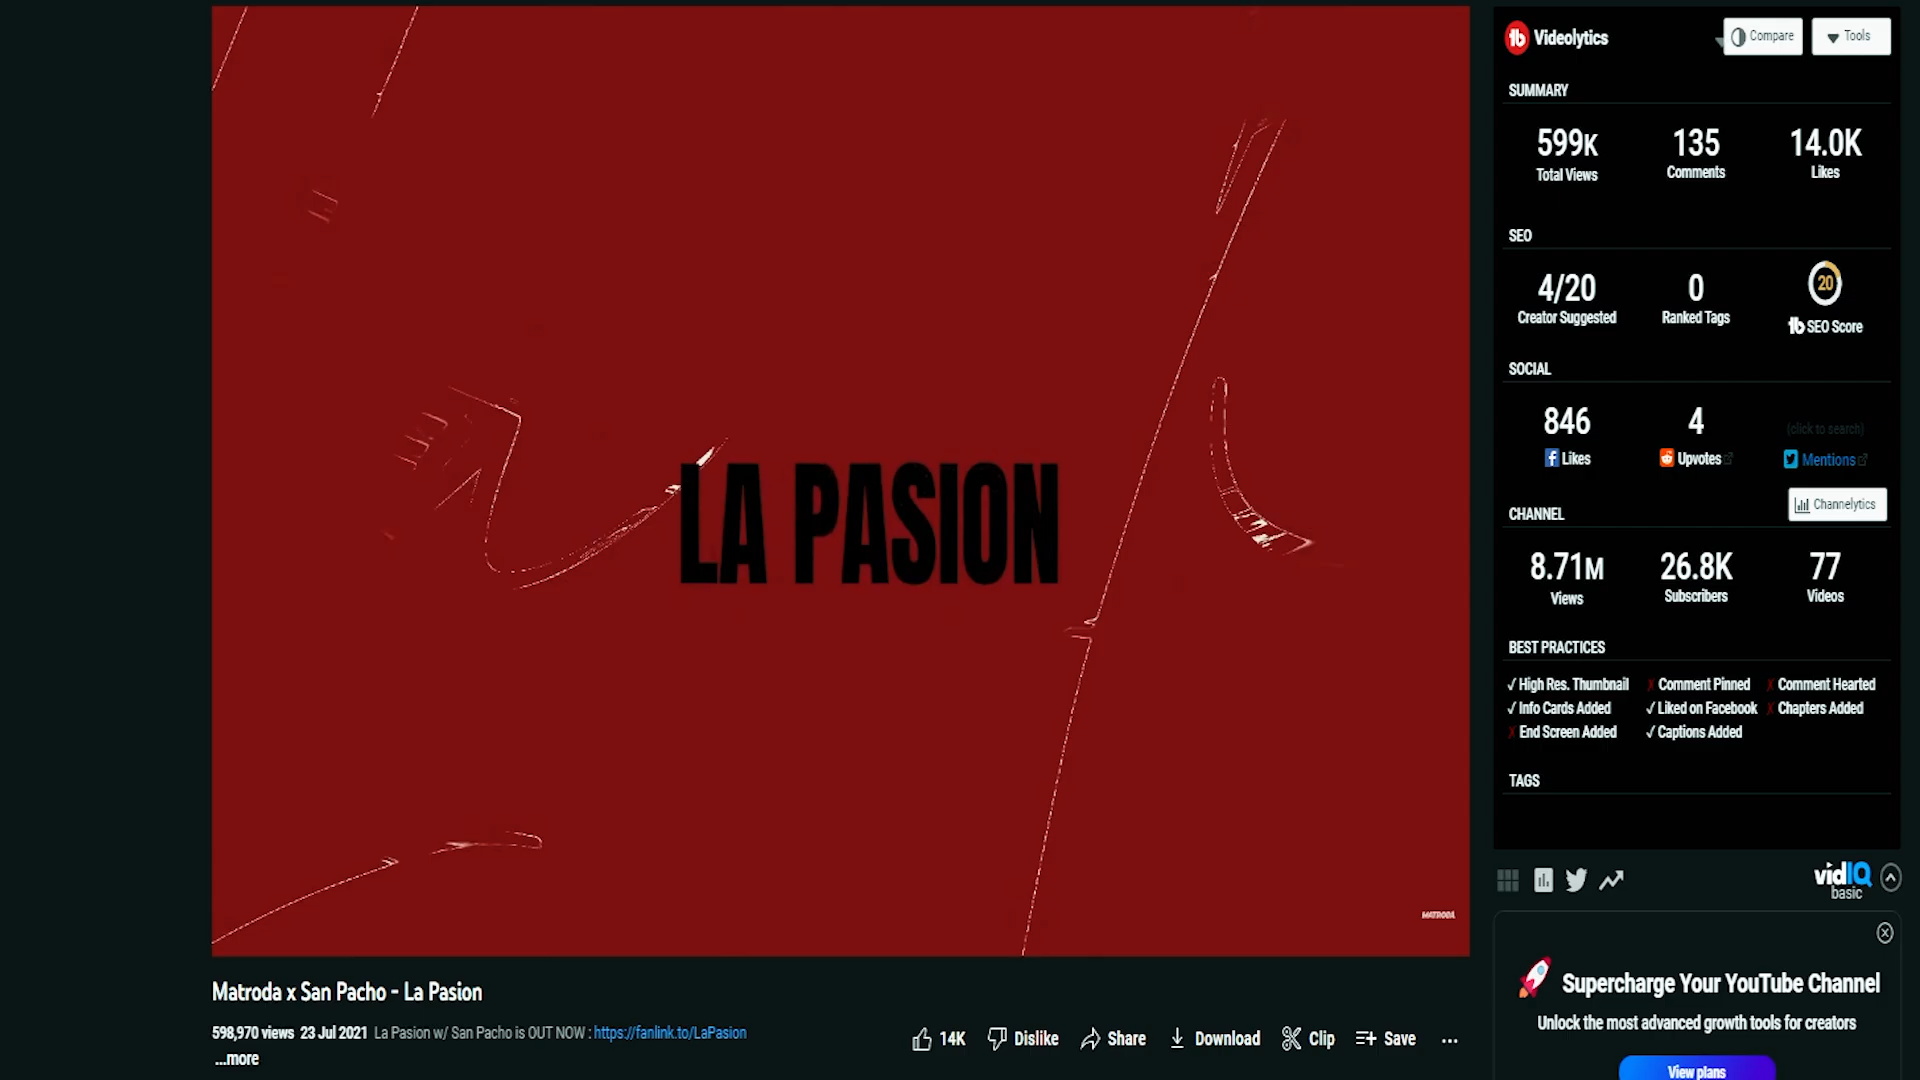 LA PASION
MATRODA
Matroda x San Pacho - La Pasion
598,970 views 23 Jul 2021 La Pasion w/ San Pacho is OUT NOW : https://fanlink.to/LaPasion
...more
14K Dislike Share Download Clip Save ...
tb Videolytics Compare Tools
SUMMARY
599K 135 14.0K
Total Views Comments Likes
SEO
4/20 0 20
Creator Suggested Ranked Tags tb SEO Score
SOCIAL
846 4 (click to search)
Likes Upvotes Mentions
CHANNEL Channelytics
8.71M 26.8K 77
Views Subscribers Videos
BEST PRACTICES
✓ High Res. Thumbnail ✗ Comment Pinned ✗ Comment Hearted
✓ Info Cards Added ✓ Liked on Facebook ✗ Chapters Added
✗ End Screen Added ✓ Captions Added
TAGS
vidIQ
basic
Supercharge Your YouTube Channel
Unlock the most advanced growth tools for creators
View plans